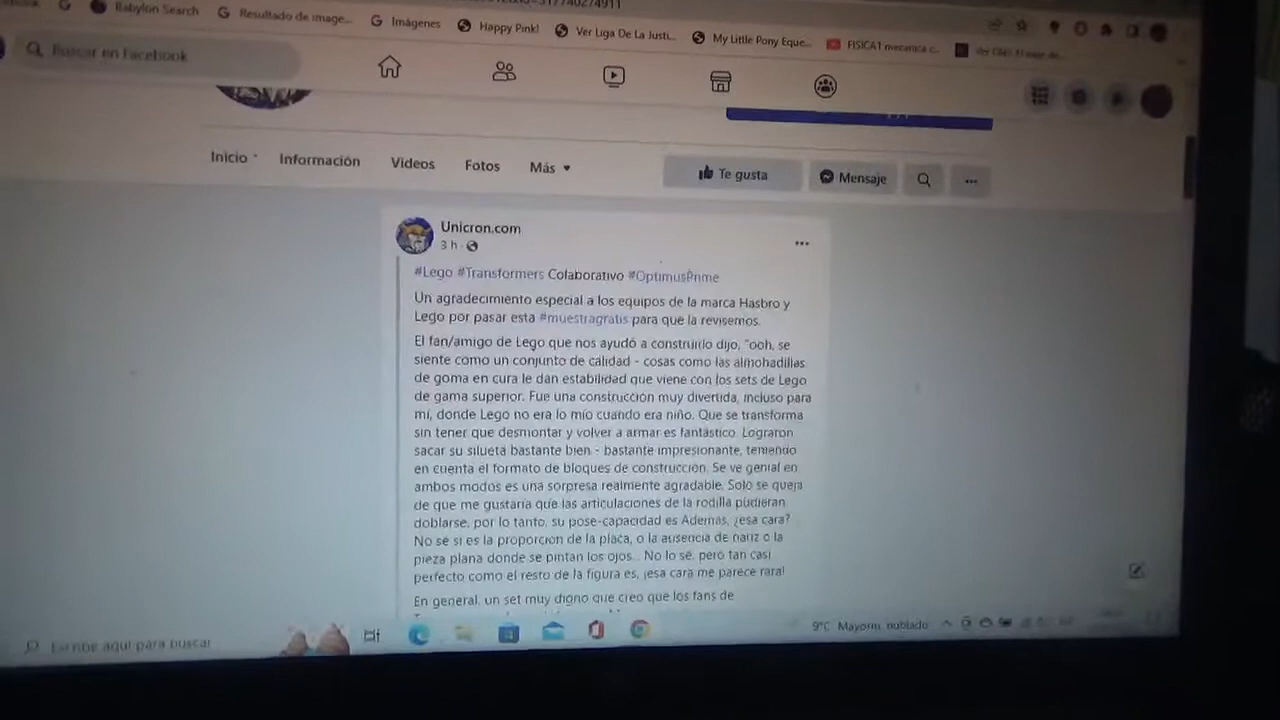 Babylon Search
Resultado de image...
Imágenes
Happy Pink!
Ver Liga De La Justi...
My Little Pony Eque...
FISICA1 mecanica c...
Buscar en Facebook
Inicio
Información
Videos
Fotos
Más
Te gusta
Mensaje
Unicron.com
3 h
#Lego #Transformers Colaborativo #OptimusPrime
Un agradecimiento especial a los equipos de la marca Hasbro y
Lego por pasar esta #muestragratis para que la revisemos.
El fan/amigo de Lego que nos ayudó a construirlo dijo, "ooh, se
siente como un conjunto de calidad - cosas como las almohadillas
de goma en cura le dan estabilidad que viene con los sets de Lego
de gama superior. Fue una construcción muy divertida, incluso para
mí, donde Lego no era lo mío cuando era niño. Que se transforma
sin tener que desmontar y volver a armar es fantástico. Lograron
sacar su silueta bastante bien - bastante impresionante, teniendo
en cuenta el formato de bloques de construcción. Se ve genial en
ambos modos es una sorpresa realmente agradable. Solo se queja
de que me gustaría que las articulaciones de la rodilla pudieran
doblarse, por lo tanto, su pose-capacidad es Además, ¿esa cara?
No sé si es la proporción de la placa, o la ausencia de nariz o la
pieza plana donde se pintan los ojos... No lo sé, pero tan casi
perfecto como el resto de la figura es, ¡esa cara me parece rara!
En general, un set muy digno que creo que los fans de
Escribe aquí para buscar
9°C Mayorm. nublado